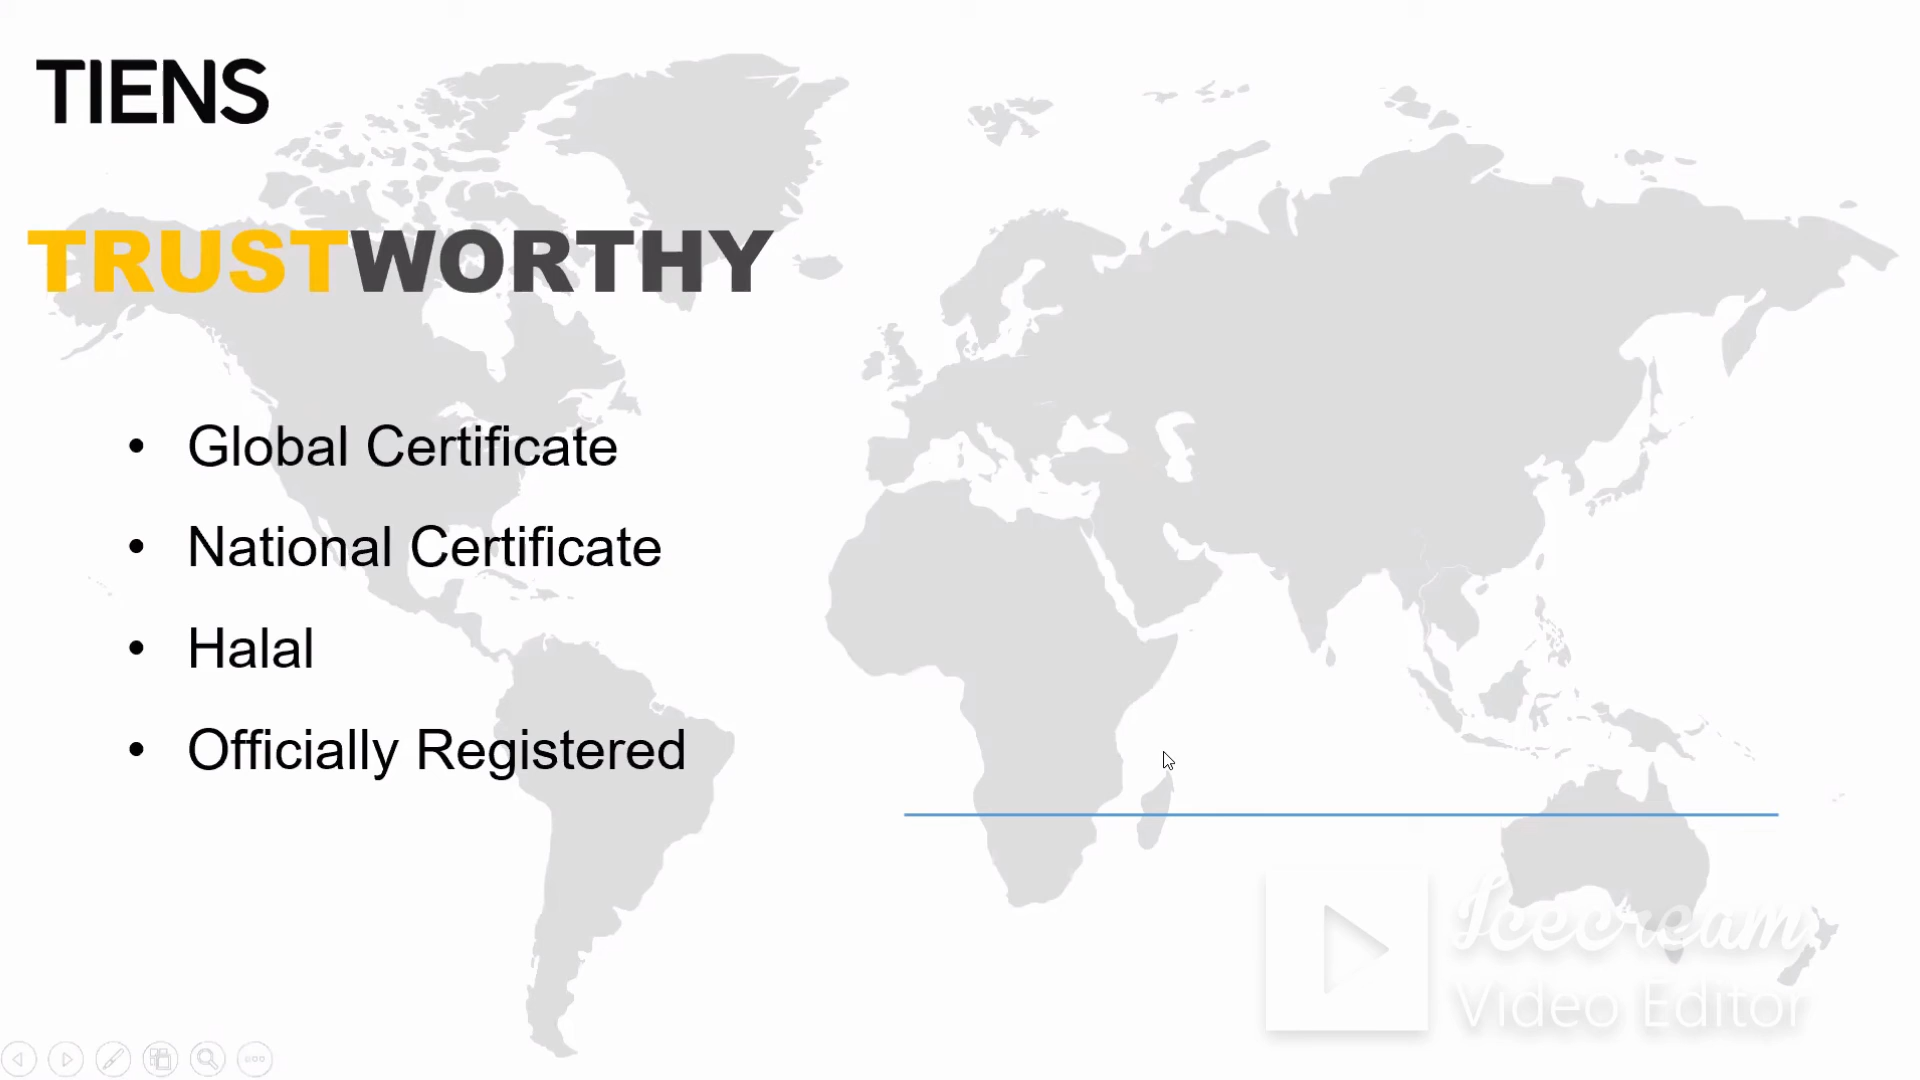 TIENS
TRUSTWORTHY
• Global Certificate
• National Certificate
• Halal
• Officially Registered
Icecream
Video Editor